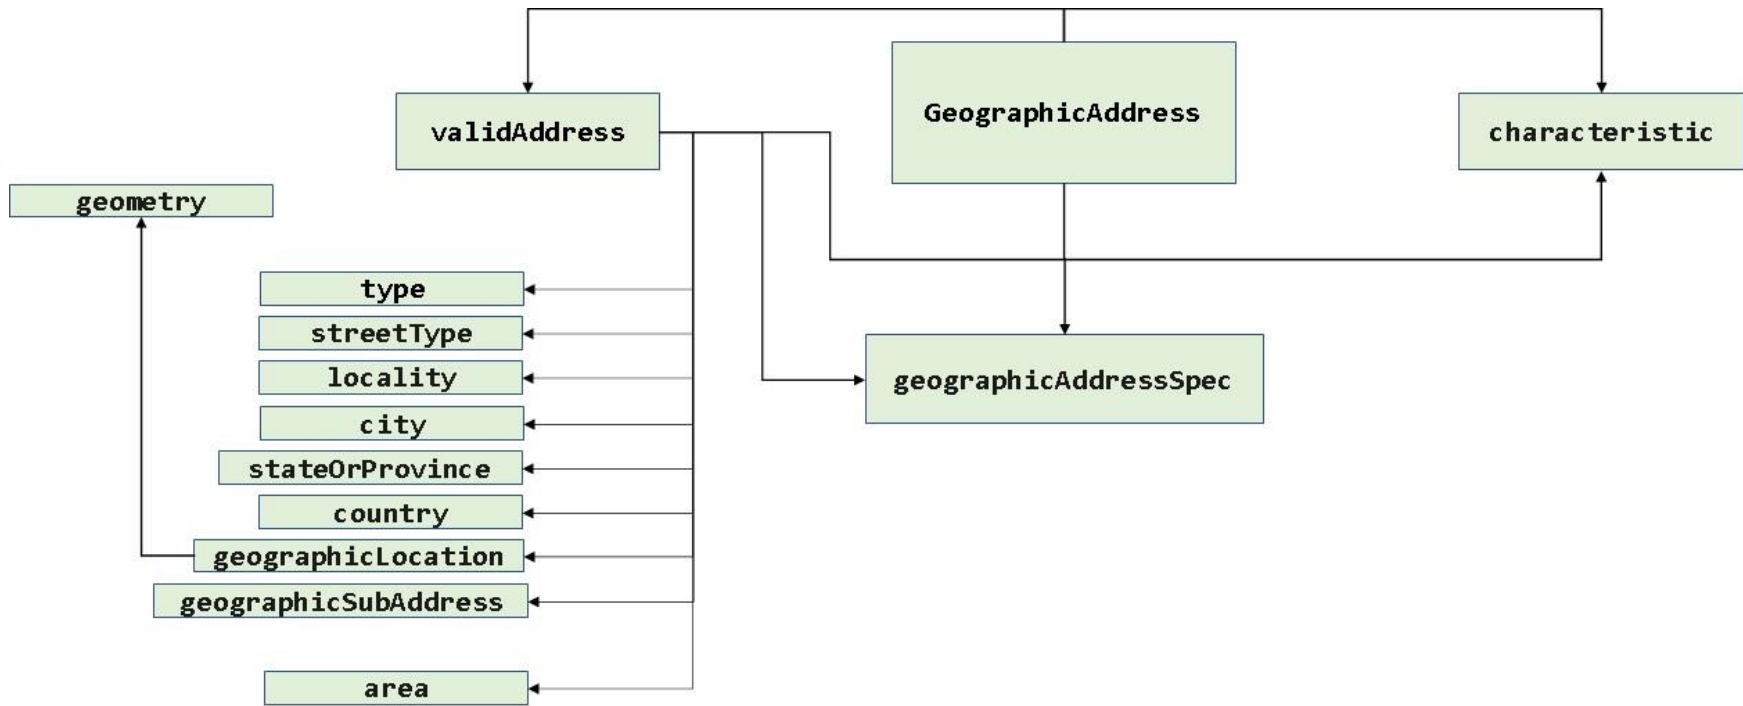 GeographicAddress
validAddress
characteristic
geometry
type
streetType
locality
geographicAddressSpec
city
stateOrProvince
country
geographicLocation
geographicSubAddress
area